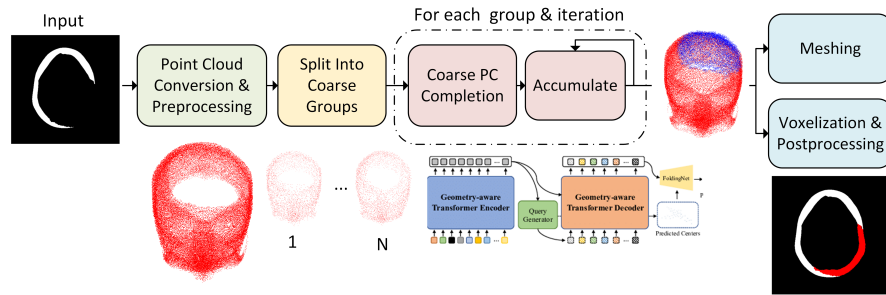 Input
For each group & iteration
Point Cloud
Conversion &
Preprocessing
Split Into
Coarse
Groups
Coarse PC
Completion
Accumulate
Meshing
Voxelization &
Postprocessing
...
1
N
Geometry-aware
Transformer Encoder
Query
Generator
Geometry-aware
Transformer Decoder
FoldingNet
P
Predicted Centers